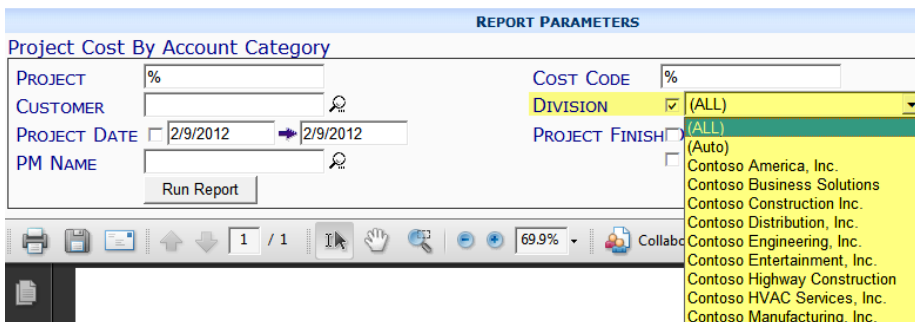 REPORT PARAMETERS
Project Cost By Account Category
PROJECT % COST CODE %
CUSTOMER DIVISION (ALL)
PROJECT DATE 2/9/2012 2/9/2012 PROJECT FINISH
PM NAME
Run Report
(ALL)
(Auto)
Contoso America, Inc.
Contoso Business Solutions
Contoso Construction Inc.
Contoso Distribution, Inc.
Contoso Engineering, Inc.
Contoso Entertainment, Inc.
Contoso Highway Construction
Contoso HVAC Services, Inc.
Contoso Manufacturing, Inc.
1 / 1 69.9% Collabo